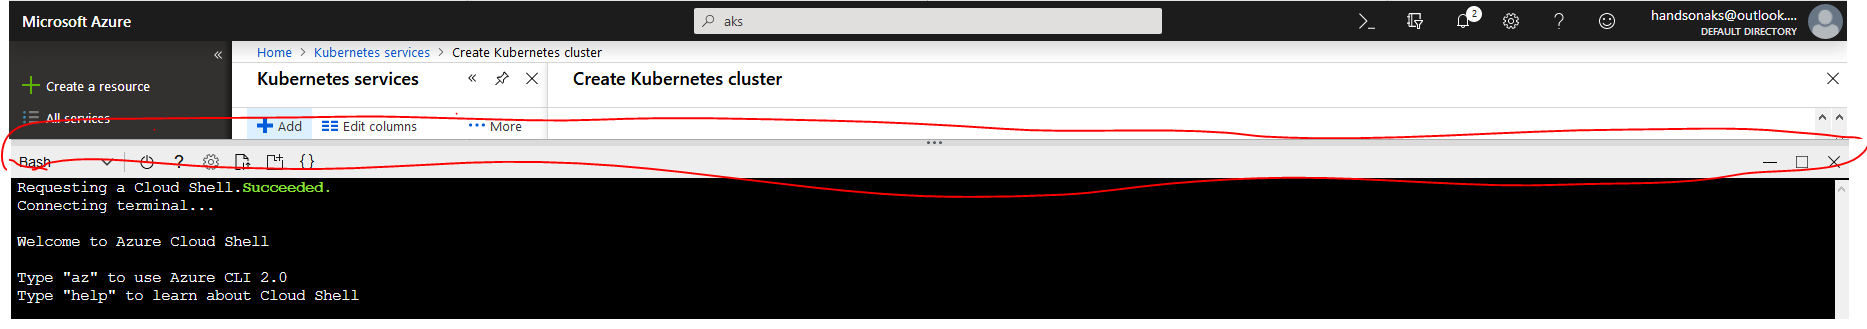 Microsoft Azure
aks
2
handsonaks@outlook....
DEFAULT DIRECTORY
«
Home > Kubernetes services > Create Kubernetes cluster
Create a resource
All services
Kubernetes services «
Create Kubernetes cluster
Add Edit columns ••• More
Bash ? {}
Requesting a Cloud Shell.Succeeded.
Connecting terminal...
Welcome to Azure Cloud Shell
Type "az" to use Azure CLI 2.0
Type "help" to learn about Cloud Shell